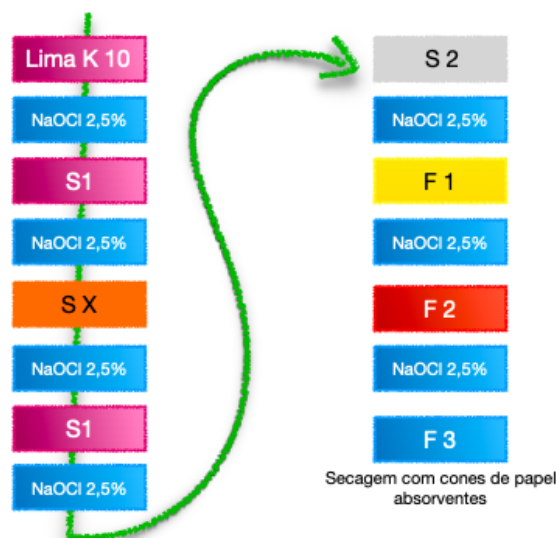 Lima K 10
NaOCl 2,5%
S1
NaOCl 2,5%
S X
NaOCl 2,5%
S1
NaOCl 2,5%
S 2
NaOCl 2,5%
F 1
NaOCl 2,5%
F 2
NaOCl 2,5%
F 3
Secagem com cones de papel
absorventes